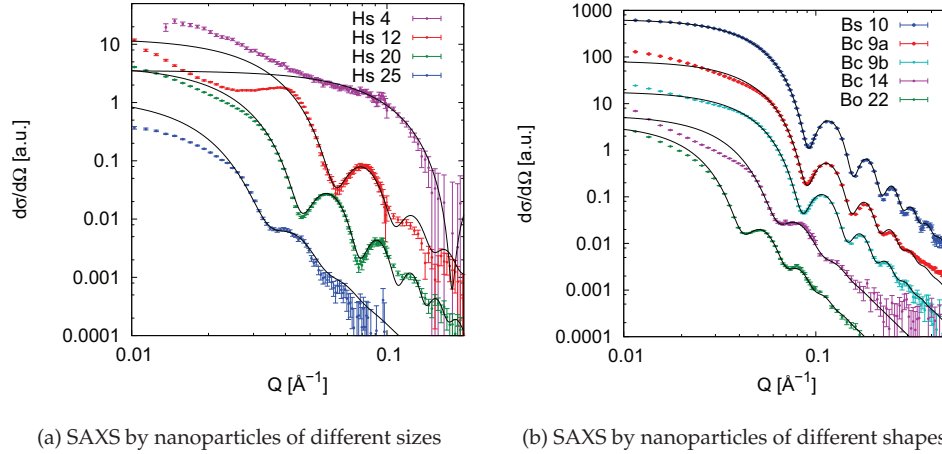 Hs 4
Hs 12
Hs 20
Hs 25
10
1
0.1
0.01
0.001
0.0001
dσ/dΩ [a.u.]
0.01
0.1
Q [Å⁻¹]
(a) SAXS by nanoparticles of different sizes
Bs 10
Bc 9a
Bc 9b
Bc 14
Bo 22
1000
100
10
1
0.1
0.01
0.001
0.0001
dσ/dΩ [a.u.]
0.01
0.1
Q [Å⁻¹]
(b) SAXS by nanoparticles of different shapes